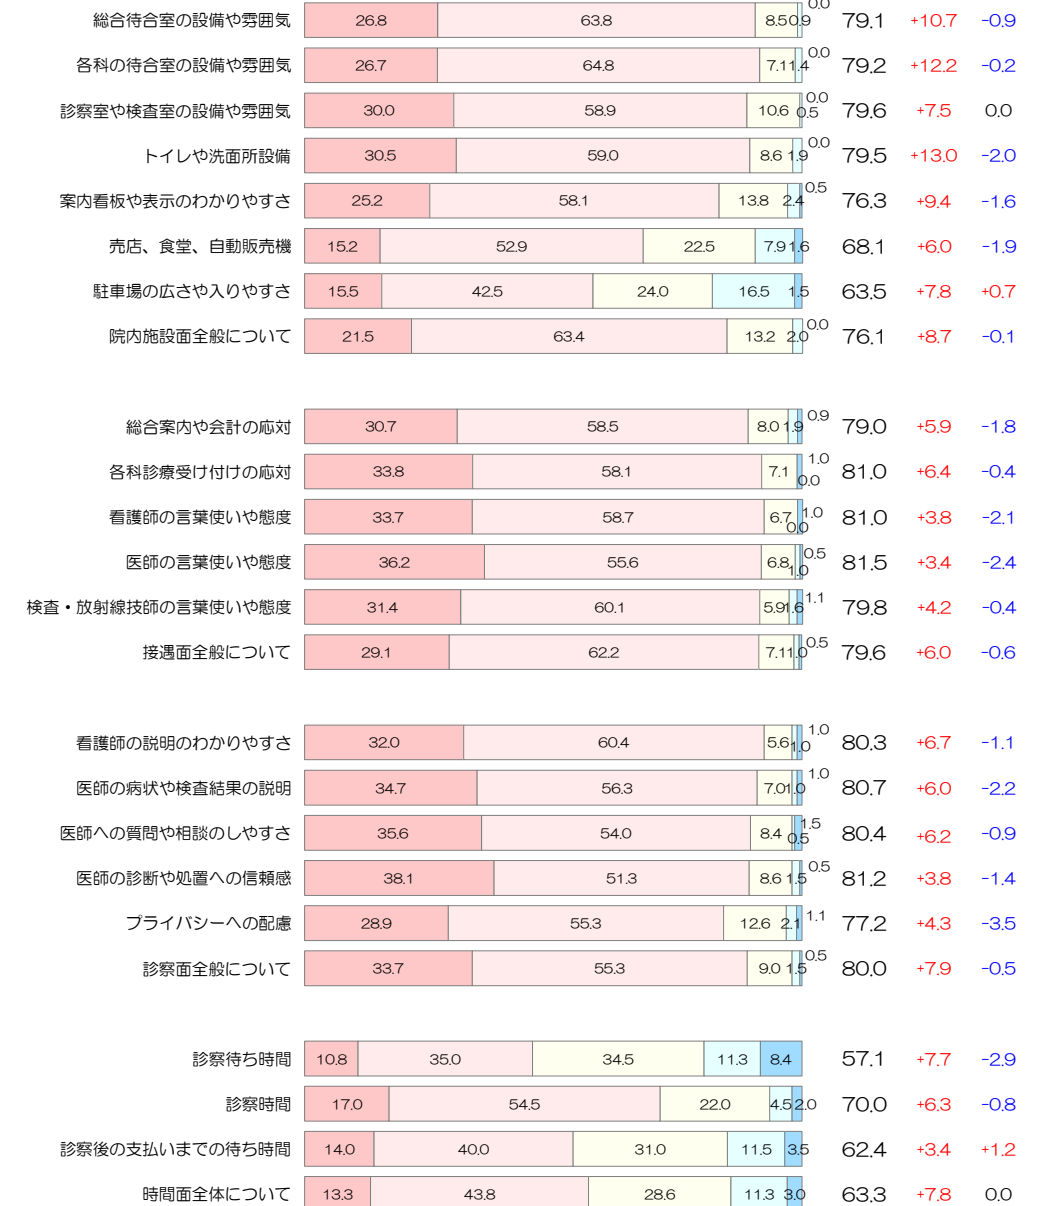 総合待合室の設備や雰囲気 26.8 63.8 8.5 0.9 0.0 79.1 +10.7 -0.9
各科の待合室の設備や雰囲気 26.7 64.8 7.1 1.4 0.0 79.2 +12.2 -0.2
診察室や検査室の設備や雰囲気 30.0 58.9 10.6 0.5 0.0 79.6 +7.5 0.0
トイレや洗面所設備 30.5 59.0 8.6 1.9 0.0 79.5 +13.0 -2.0
案内看板や表示のわかりやすさ 25.2 58.1 13.8 2.4 0.5 76.3 +9.4 -1.6
売店、食堂、自動販売機 15.2 52.9 22.5 7.9 1.6 68.1 +6.0 -1.9
駐車場の広さや入りやすさ 15.5 42.5 24.0 16.5 1.5 63.5 +7.8 +0.7
院内施設面全般について 21.5 63.4 13.2 2.0 0.0 76.1 +8.7 -0.1
総合案内や会計の応対 30.7 58.5 8.0 1.9 0.9 79.0 +5.9 -1.8
各科診療受け付けの応対 33.8 58.1 7.1 0.0 1.0 81.0 +6.4 -0.4
看護師の言葉使いや態度 33.7 58.7 6.7 0.0 1.0 81.0 +3.8 -2.1
医師の言葉使いや態度 36.2 55.6 6.8 1.0 0.5 81.5 +3.4 -2.4
検査・放射線技師の言葉使いや態度 31.4 60.1 5.9 1.6 1.1 79.8 +4.2 -0.4
接遇面全般について 29.1 62.2 7.1 1.0 0.5 79.6 +6.0 -0.6
看護師の説明のわかりやすさ 32.0 60.4 5.6 1.0 1.0 80.3 +6.7 -1.1
医師の病状や検査結果の説明 34.7 56.3 7.0 1.0 1.0 80.7 +6.0 -2.2
医師への質問や相談のしやすさ 35.6 54.0 8.4 0.5 1.5 80.4 +6.2 -0.9
医師の診断や処置への信頼感 38.1 51.3 8.6 1.5 0.5 81.2 +3.8 -1.4
プライバシーへの配慮 28.9 55.3 12.6 2.1 1.1 77.2 +4.3 -3.5
診察面全般について 33.7 55.3 9.0 1.5 0.5 80.0 +7.9 -0.5
診察待ち時間 10.8 35.0 34.5 11.3 8.4 57.1 +7.7 -2.9
診察時間 17.0 54.5 22.0 4.5 2.0 70.0 +6.3 -0.8
診察後の支払いまでの待ち時間 14.0 40.0 31.0 11.5 3.5 62.4 +3.4 +1.2
時間面全体について 13.3 43.8 28.6 11.3 3.0 63.3 +7.8 0.0